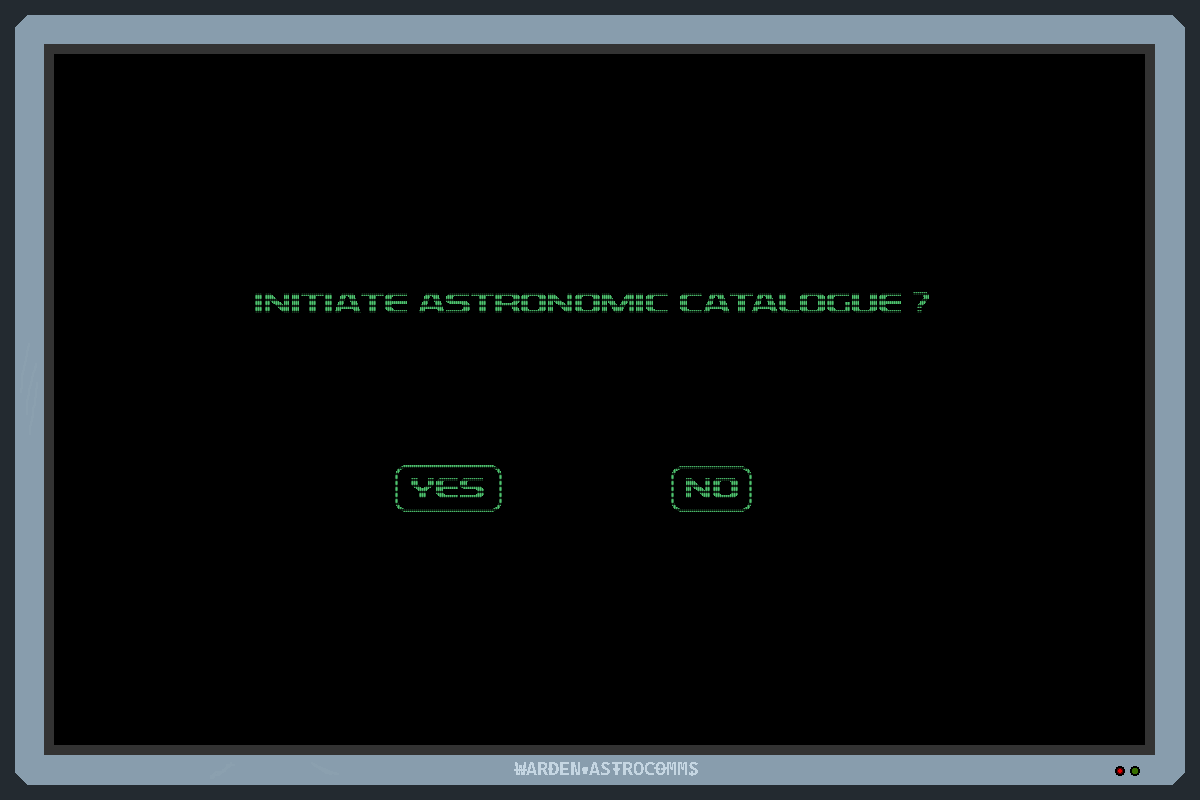 INITIATE ASTRONOMIC CATALOGUE ?
YES NO
WARDEN•ASTROCOMMS